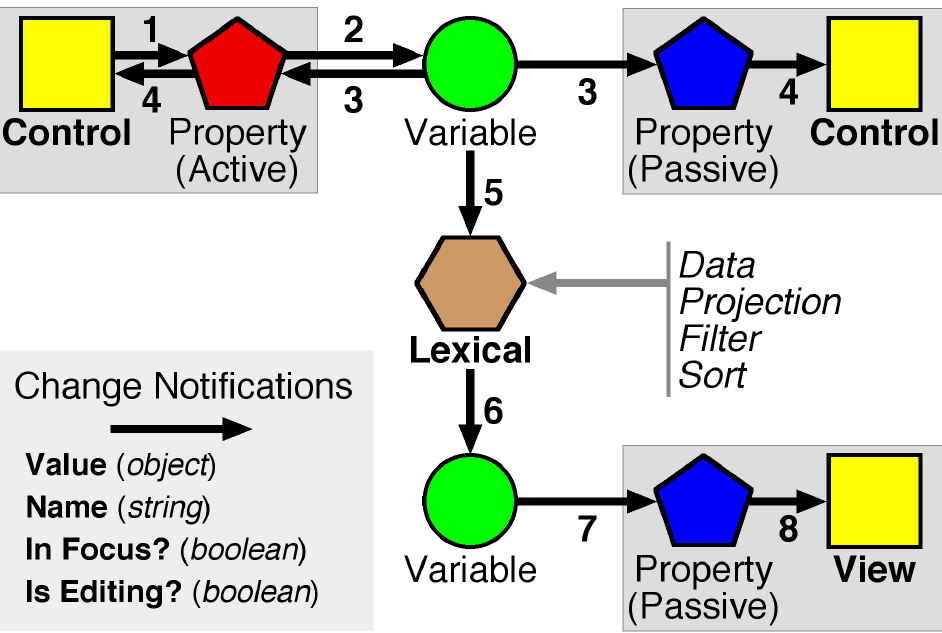 1
2
3
4
3
4
Control
Property
(Active)
Variable
Property
(Passive)
Control
5
Data
Projection
Filter
Sort
Lexical
6
Change Notifications
Value (object)
Name (string)
In Focus? (boolean)
Is Editing? (boolean)
7
8
Variable
Property
(Passive)
View